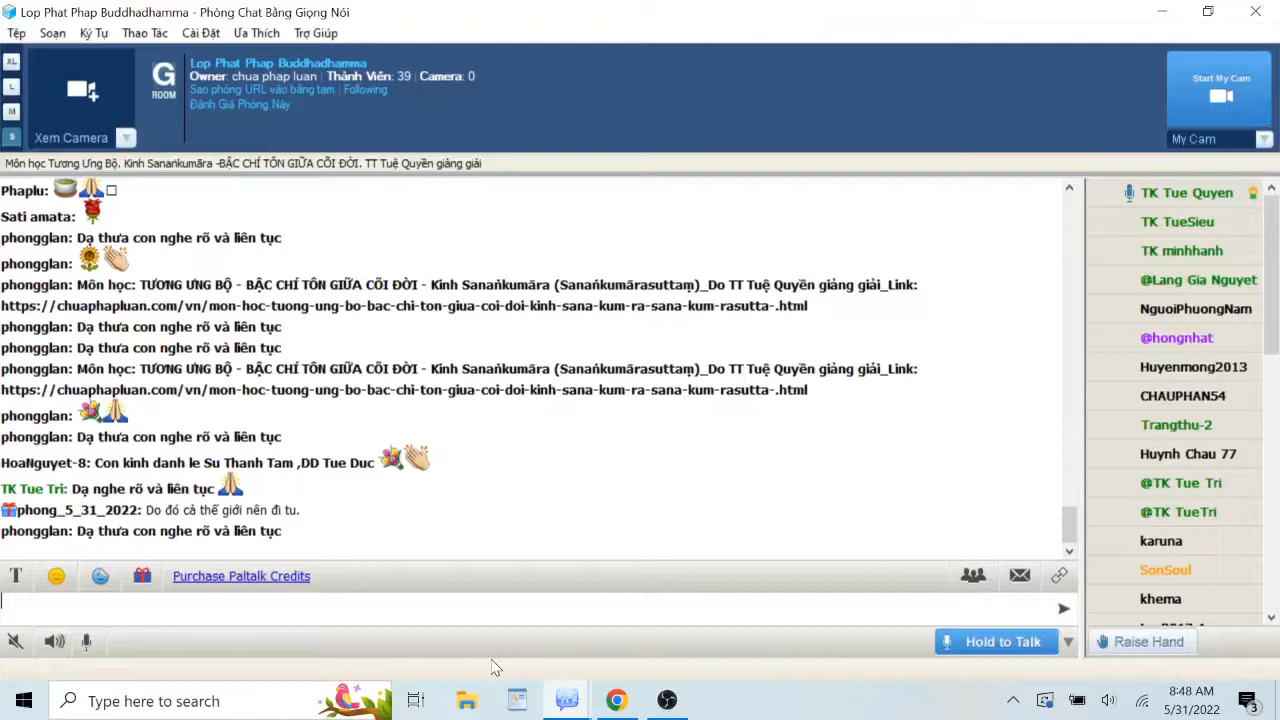 Lop Phat Phap Buddhadhamma - Phòng Chat Bằng Giọng Nói
Tệp Soạn Ký Tự Thao Tác Cài Đặt Ưa Thích Trợ Giúp
XL
L
M
S
Xem Camera
G
ROOM
Lop Phat Phap Buddhadhamma
Owner: chua phap luan | Thành Viên: 39 | Camera: 0
Sao phòng URL vào bảng tạm | Following
Đánh Giá Phòng Này
Start My Cam
My Cam
Môn học Tương Ưng Bộ. Kinh Sanaṅkumāra -BẬC CHÍ TÔN GIỮA CÕI ĐỜI. TT Tuệ Quyền giảng giải
Phaplu: 🍵🙏□
Sati amata: 🌹
phongglan: Dạ thưa con nghe rõ và liên tục
phongglan: 🌻👏
phongglan: Môn học: TƯƠNG ƯNG BỘ - BẬC CHÍ TÔN GIỮA CÕI ĐỜI - Kinh Sanaṅkumāra (Sanaṅkumārasuttaṃ)_Do TT Tuệ Quyền giảng giải_Link:
https://chuaphapluan.com/vn/mon-hoc-tuong-ung-bo-bac-chi-ton-giua-coi-doi-kinh-sana-kum-ra-sana-kum-rasutta-.html
phongglan: Dạ thưa con nghe rõ và liên tục
phongglan: Dạ thưa con nghe rõ và liên tục
phongglan: Môn học: TƯƠNG ƯNG BỘ - BẬC CHÍ TÔN GIỮA CÕI ĐỜI - Kinh Sanaṅkumāra (Sanaṅkumārasuttaṃ)_Do TT Tuệ Quyền giảng giải_Link:
https://chuaphapluan.com/vn/mon-hoc-tuong-ung-bo-bac-chi-ton-giua-coi-doi-kinh-sana-kum-ra-sana-kum-rasutta-.html
phongglan: 💐🙏
phongglan: Dạ thưa con nghe rõ và liên tục
HoaNguyet-8: Con kinh danh le Su Thanh Tam ,DD Tue Duc 💐👏
TK Tue Tri: Dạ nghe rõ và liên tục 🙏
🎁phong_5_31_2022: Do đó cả thế giới nên đi tu.
phongglan: Dạ thưa con nghe rõ và liên tục
TK Tue Quyen
TK TueSieu
TK minhhanh
@Lang Gia Nguyet
NguoiPhuongNam
@hongnhat
Huyenmong2013
CHAUPHAN54
Trangthu-2
Huynh Chau 77
@TK Tue Tri
@TK TueTri
karuna
SonSoul
khema
T
Purchase Paltalk Credits
Hold to Talk
Raise Hand
Type here to search
8:48 AM
5/31/2022
3